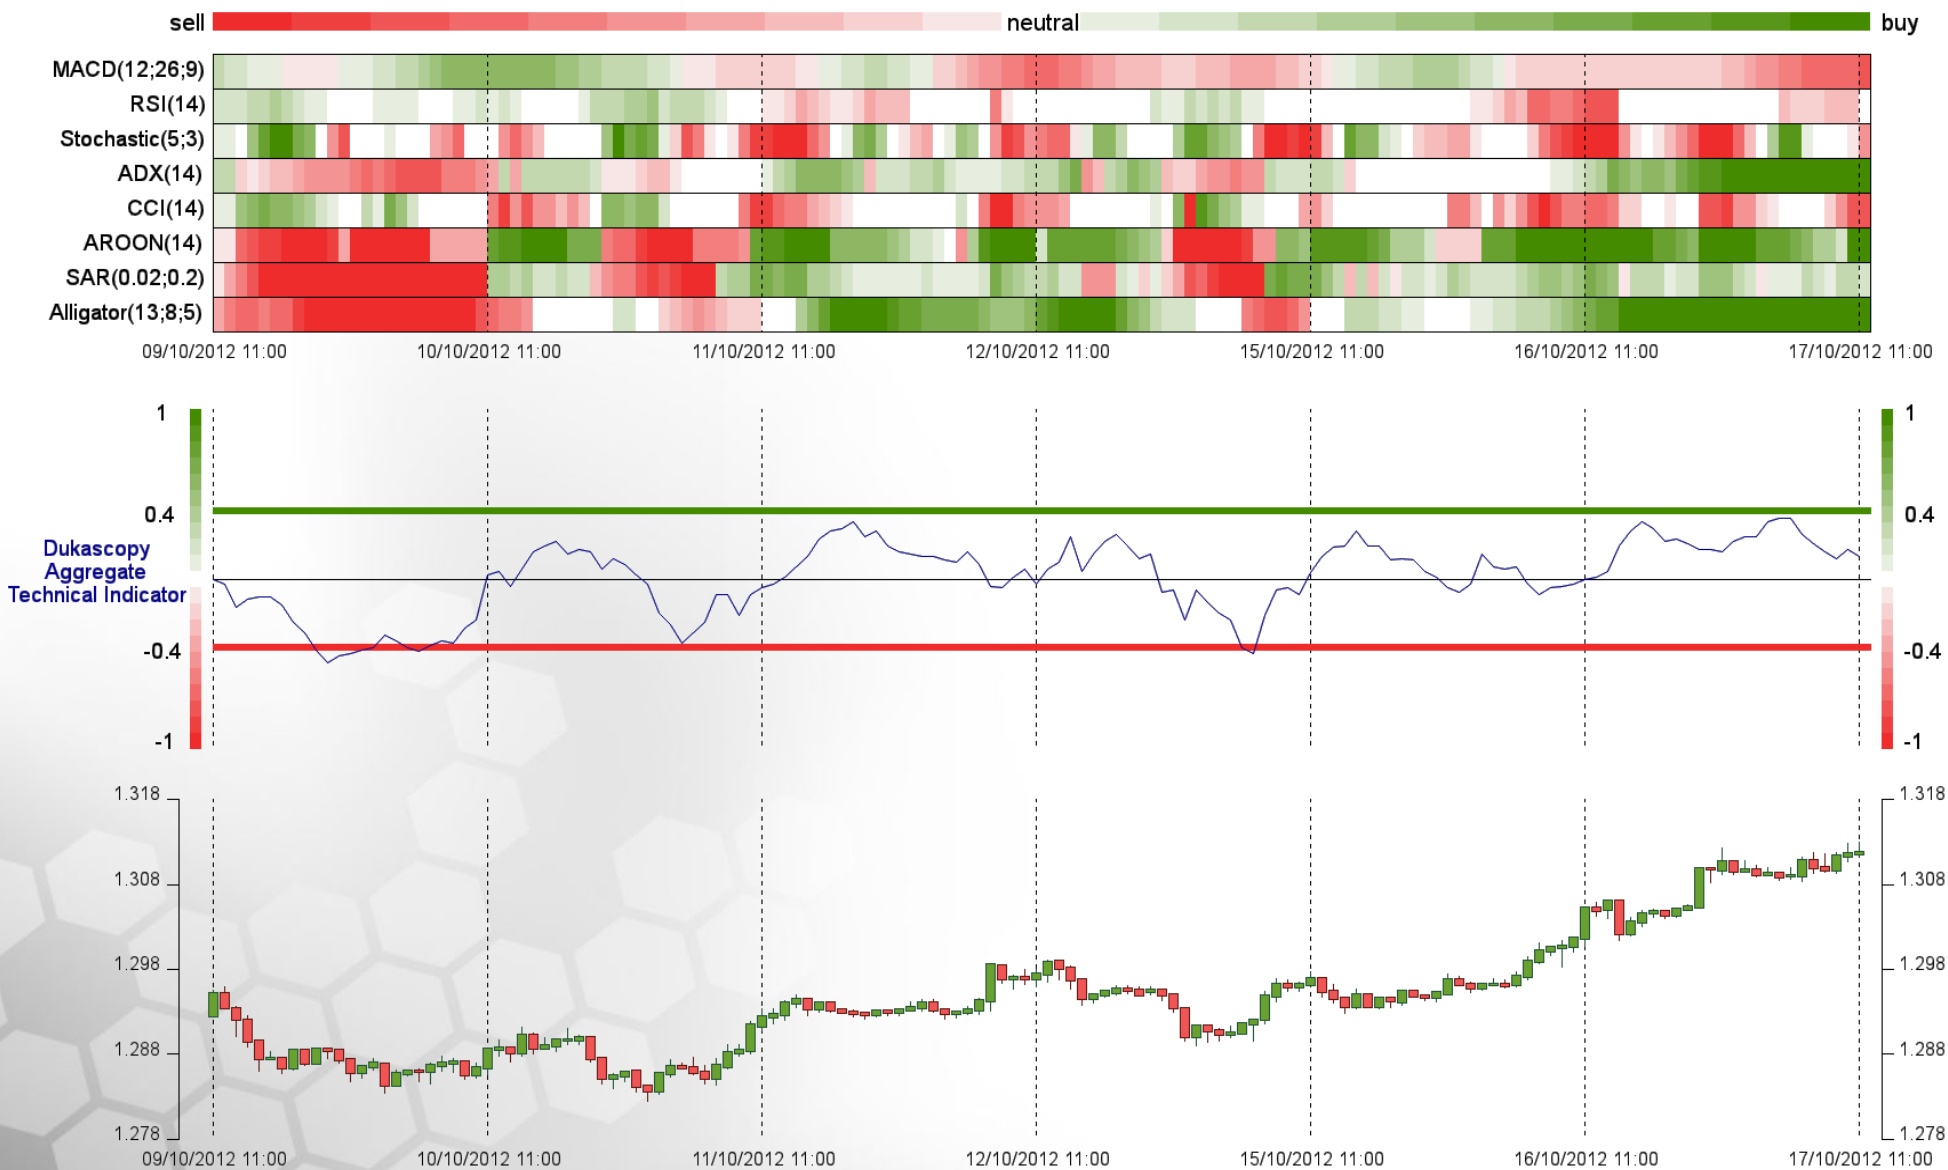 sell neutral buy
MACD(12;26;9)
RSI(14)
Stochastic(5;3)
ADX(14)
CCI(14)
AROON(14)
SAR(0.02;0.2)
Alligator(13;8;5)
09/10/2012 11:00 10/10/2012 11:00 11/10/2012 11:00 12/10/2012 11:00 15/10/2012 11:00 16/10/2012 11:00 17/10/2012 11:00
1 1
0.4 0.4
Dukascopy
Aggregate
Technical Indicator
-0.4 -0.4
-1 -1
1.318 1.318
1.308 1.308
1.298 1.298
1.288 1.288
1.278 1.278
09/10/2012 11:00 10/10/2012 11:00 11/10/2012 11:00 12/10/2012 11:00 15/10/2012 11:00 16/10/2012 11:00 17/10/2012 11:00